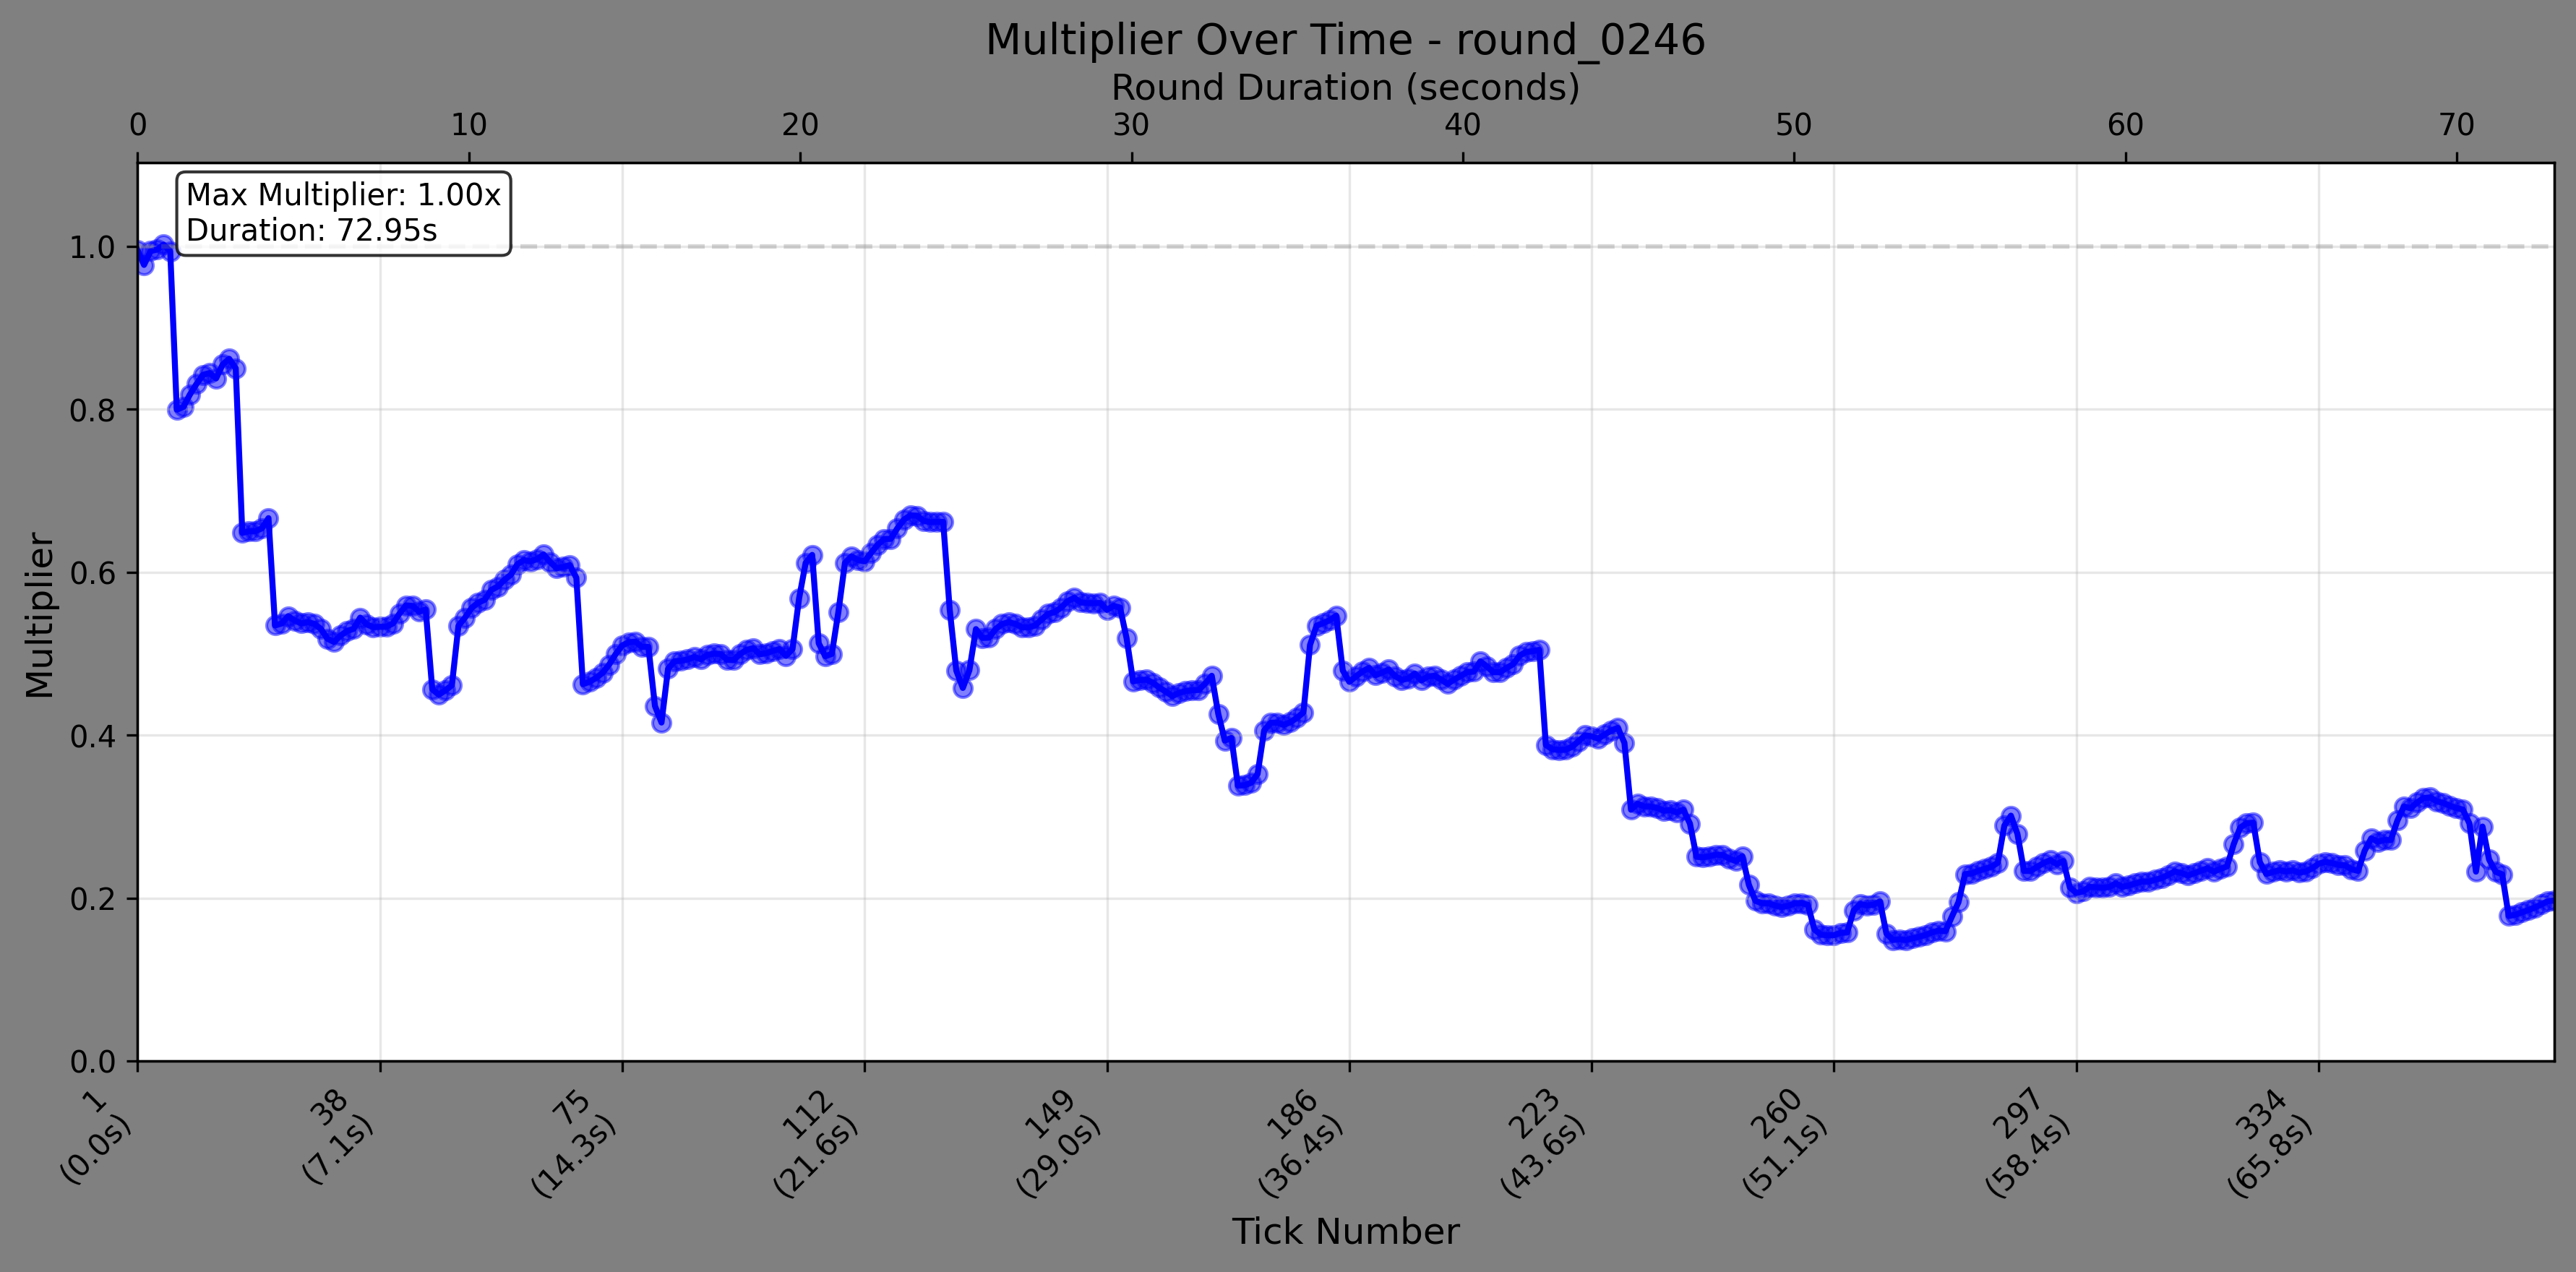 Multiplier Over Time - round_0246
Round Duration (seconds)
0 10 20 30 40 50 60 70
Max Multiplier: 1.00x
Duration: 72.95s
Multiplier
1.0
0.8
0.6
0.4
0.2
0.0
1
(0.0s)
38
(7.1s)
75
(14.3s)
112
(21.6s)
149
(29.0s)
186
(36.4s)
223
(43.6s)
260
(51.1s)
297
(58.4s)
334
(65.8s)
Tick Number